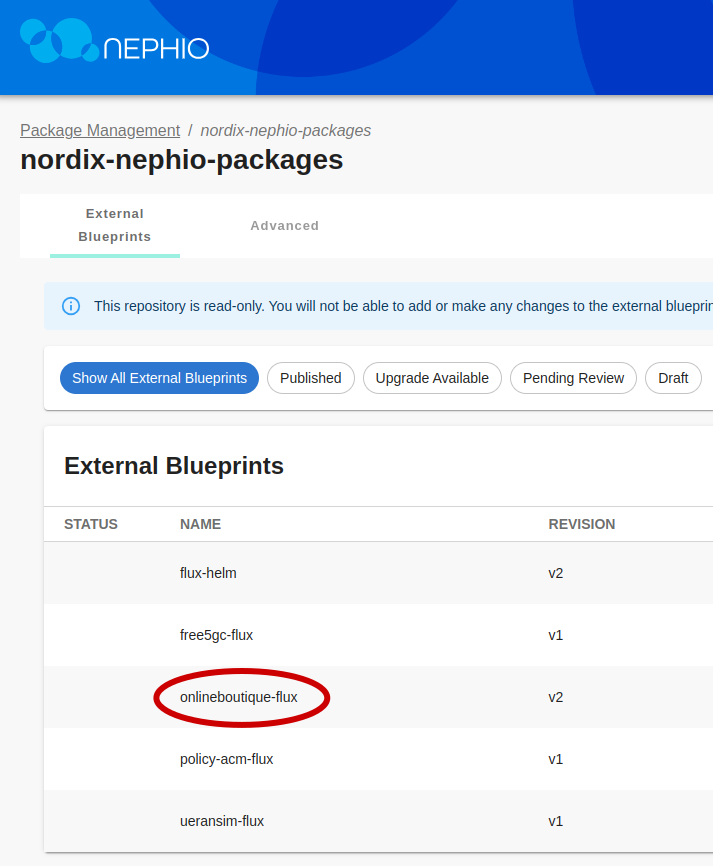 NEPHIO
Package Management / nordix-nephio-packages
nordix-nephio-packages
External
Blueprints
Advanced
This repository is read-only. You will not be able to add or make any changes to the external blueprin
Show All External Blueprints
Published
Upgrade Available
Pending Review
Draft
External Blueprints
STATUS NAME REVISION
flux-helm v2
free5gc-flux v1
onlineboutique-flux v2
policy-acm-flux v1
ueransim-flux v1